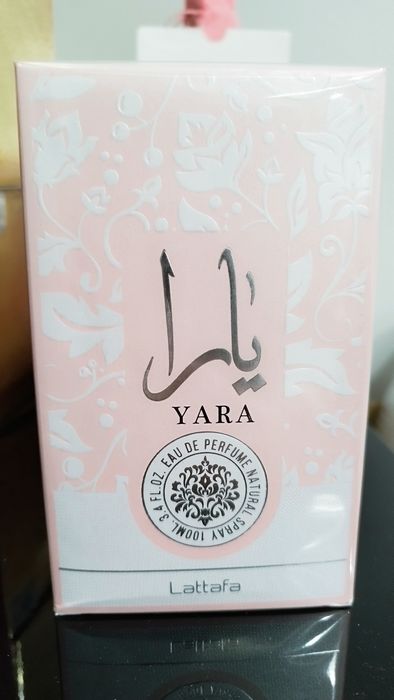 يارا
YARA
EAU DE PERFUME NATURAL SPRAY 100ML. 3.4 FL.OZ.
Lattafa